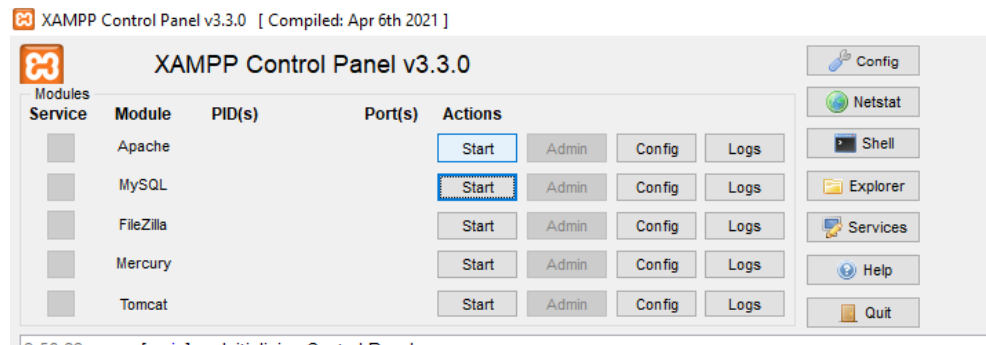 XAMPP Control Panel v3.3.0 [ Compiled: Apr 6th 2021 ]
XAMPP Control Panel v3.3.0
Config
Modules
Service Module PID(s) Port(s) Actions
Netstat
Apache Start Admin Config Logs
Shell
MySQL Start Admin Config Logs
Explorer
FileZilla Start Admin Config Logs
Services
Mercury Start Admin Config Logs
Help
Tomcat Start Admin Config Logs
Quit